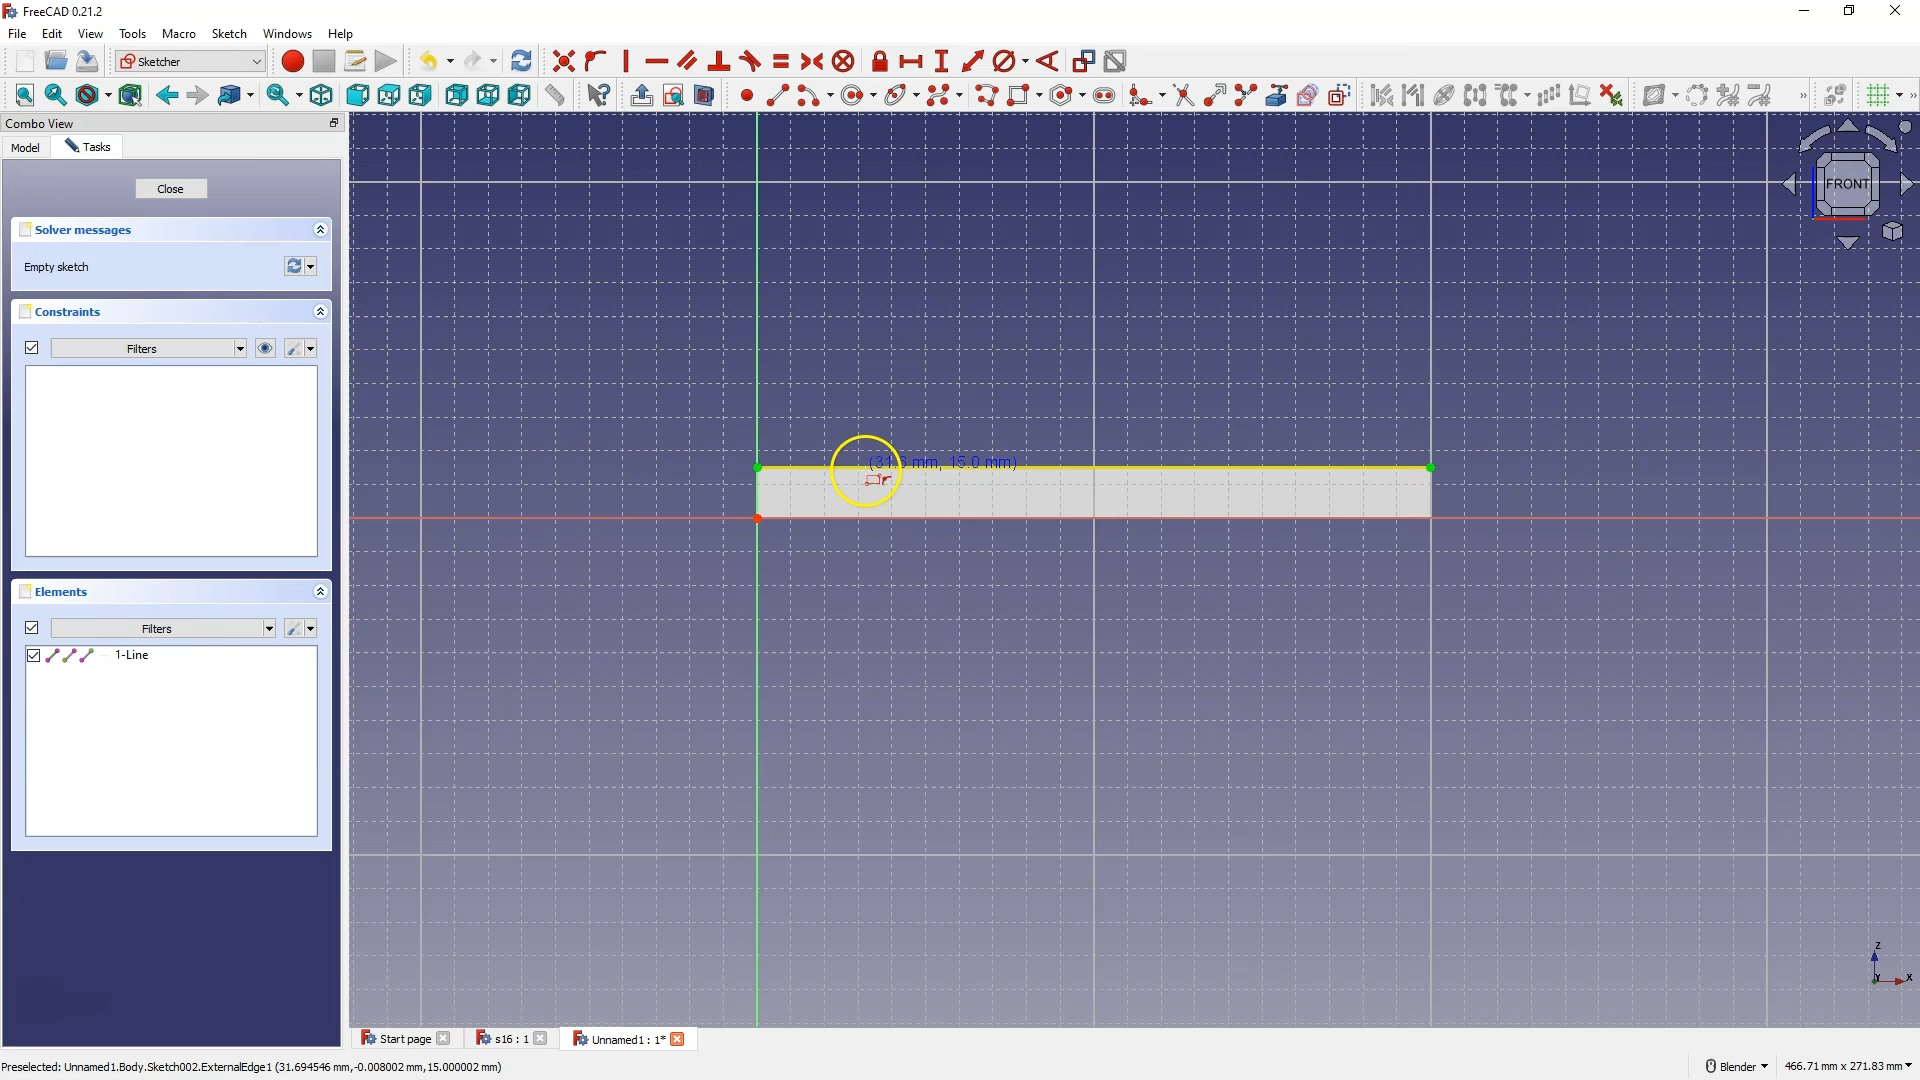 FreeCAD 0.21.2
File Edit View Tools Macro Sketch Windows Help
Sketcher
Combo View
Model Tasks
Close
Solver messages
Empty sketch
Constraints
Filters
Elements
Filters
1-Line
FRONT
(31.6 mm, 15.0 mm)
Z
Y X
Start page s16 : 1 Unnamed1 : 1*
Preselected: Unnamed1.Body.Sketch002.ExternalEdge1 (31.694546 mm,-0.008002 mm,15.000002 mm)
Blender 466.71 mm x 271.83 mm